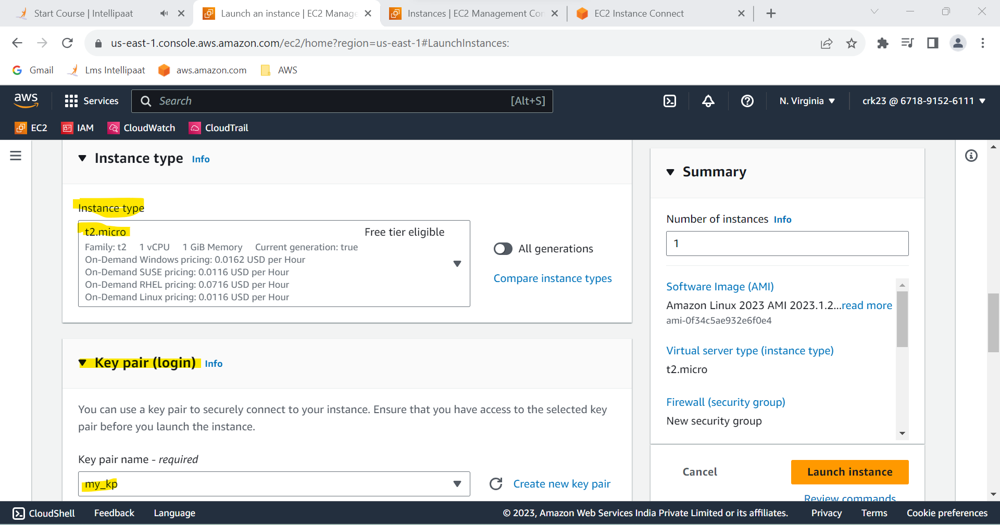 Start Course | Intellipaat
Launch an instance | EC2 Manage
Instances | EC2 Management Con
EC2 Instance Connect
us-east-1.console.aws.amazon.com/ec2/home?region=us-east-1#LaunchInstances:
Gmail
Lms Intellipaat
aws.amazon.com
AWS
aws
Services
Search
[Alt+S]
N. Virginia
crk23 @ 6718-9152-6111
EC2
IAM
CloudWatch
CloudTrail
Instance type Info
Instance type
t2.micro Free tier eligible
Family: t2 1 vCPU 1 GiB Memory Current generation: true
On-Demand Windows pricing: 0.0162 USD per Hour
On-Demand SUSE pricing: 0.0116 USD per Hour
On-Demand RHEL pricing: 0.0716 USD per Hour
On-Demand Linux pricing: 0.0116 USD per Hour
All generations
Compare instance types
Key pair (login) Info
You can use a key pair to securely connect to your instance. Ensure that you have access to the selected key
pair before you launch the instance.
Key pair name - required
my_kp
Create new key pair
Summary
Number of instances Info
1
Software Image (AMI)
Amazon Linux 2023 AMI 2023.1.2...read more
ami-0f34c5ae932e6f0e4
Virtual server type (instance type)
t2.micro
Firewall (security group)
New security group
Cancel
Launch instance
Review commands
CloudShell
Feedback
Language
© 2023, Amazon Web Services India Private Limited or its affiliates.
Privacy
Terms
Cookie preferences